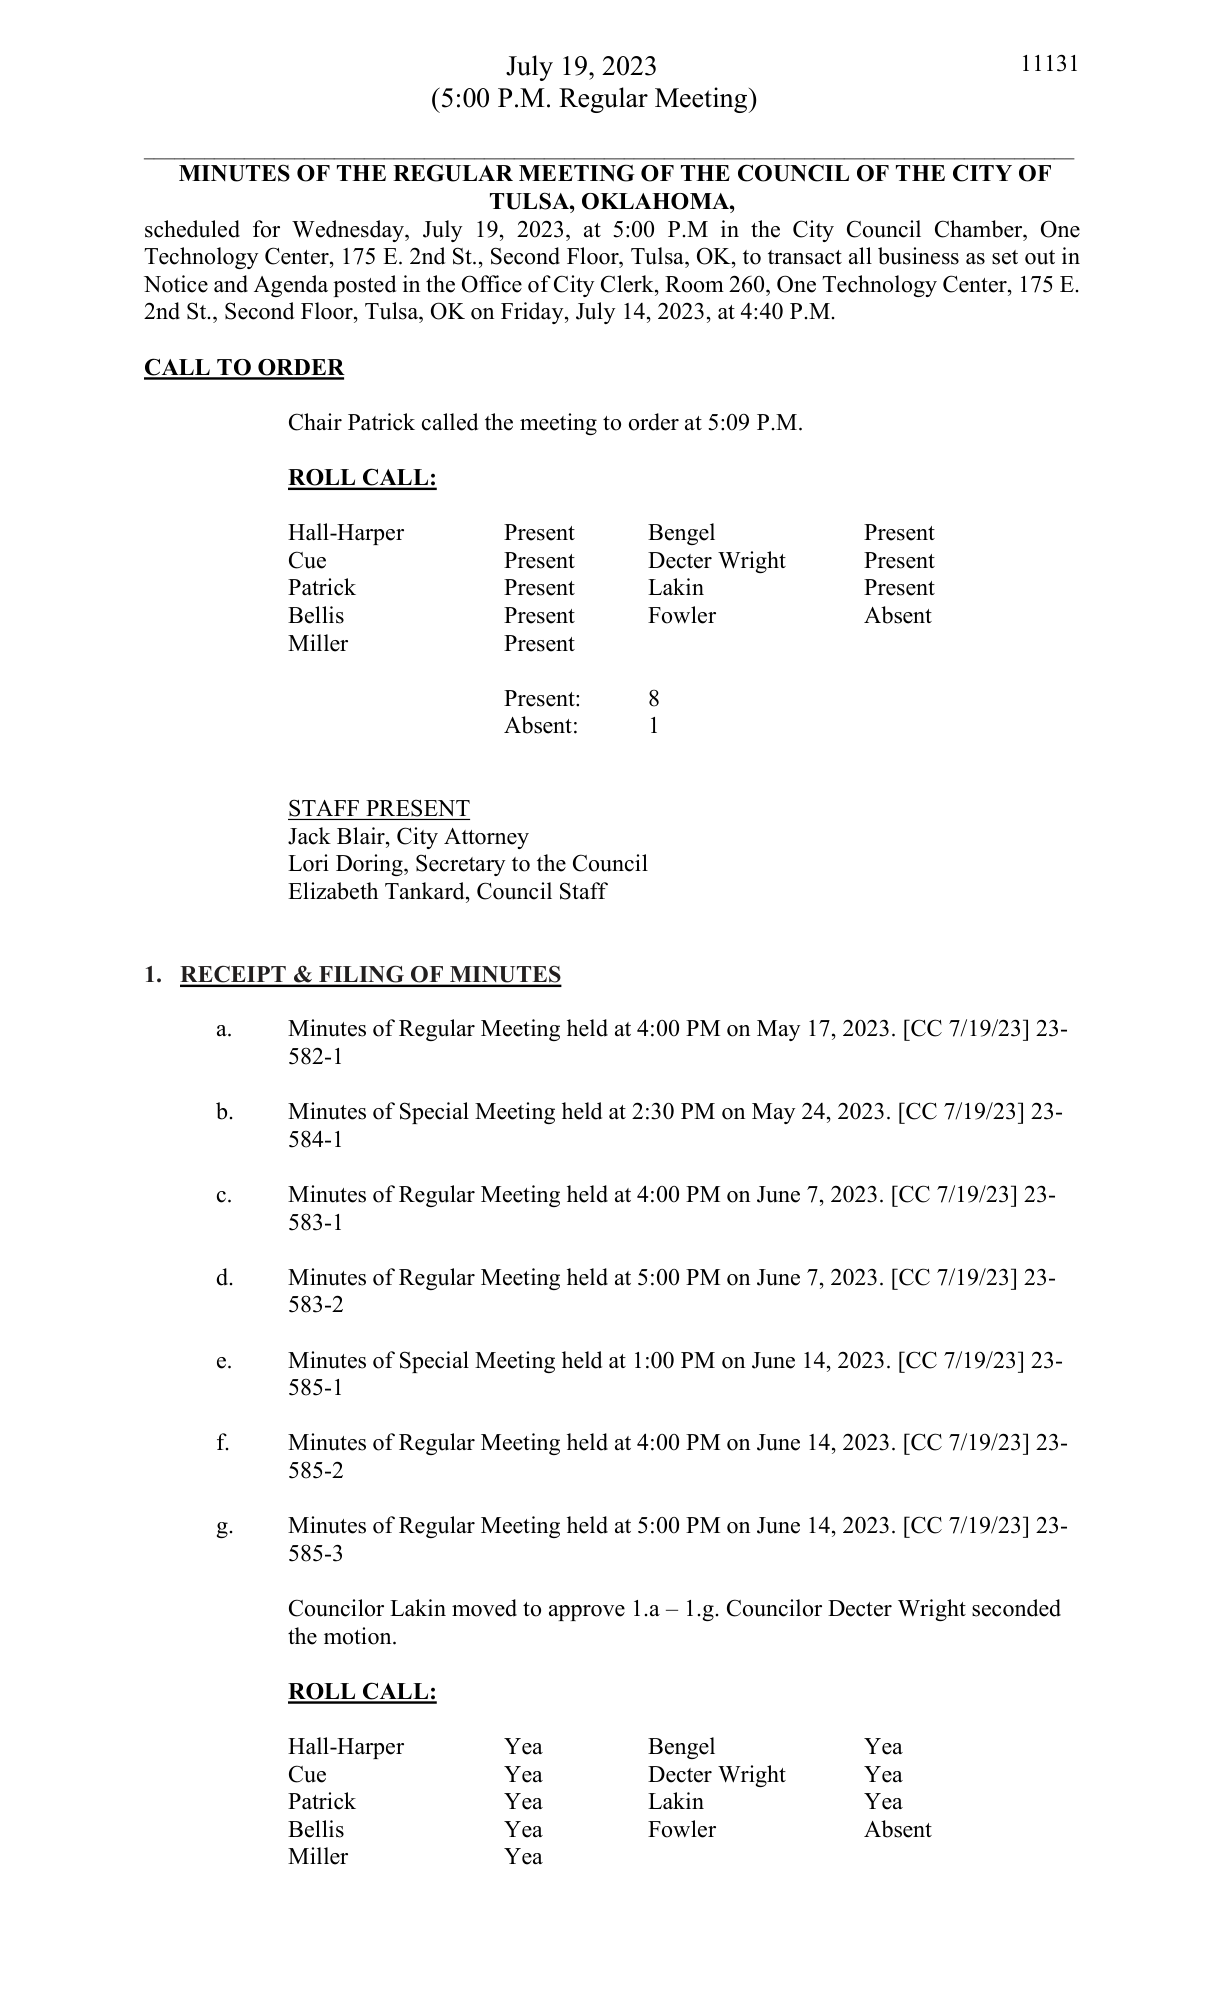 July 19, 2023
11131
(5:00 P.M. Regular Meeting)
MINUTES OF THE REGULAR MEETING OF THE COUNCIL OF THE CITY OF
TULSA, OKLAHOMA,
scheduled for Wednesday, July 19, 2023, at 5:00 P.M in the City Council Chamber, One
Technology Center, 175 E. 2nd St., Second Floor, Tulsa, OK, to transact all business as set out in
Notice and Agenda posted in the Office of City Clerk, Room 260, One Technology Center, 175 E.
2nd St., Second Floor, Tulsa, OK on Friday, July 14, 2023, at 4:40 P.M.
CALL TO ORDER
Chair Patrick called the meeting to order at 5:09 P.M.
ROLL CALL:
Hall-Harper Present Bengel Present
Cue Present Decter Wright Present
Patrick Present Lakin Present
Bellis Present Fowler Absent
Miller Present
Present: 8
Absent: 1
STAFF PRESENT
Jack Blair, City Attorney
Lori Doring, Secretary to the Council
Elizabeth Tankard, Council Staff
1. RECEIPT & FILING OF MINUTES
a. Minutes of Regular Meeting held at 4:00 PM on May 17, 2023. [CC 7/19/23] 23-
582-1
b. Minutes of Special Meeting held at 2:30 PM on May 24, 2023. [CC 7/19/23] 23-
584-1
c. Minutes of Regular Meeting held at 4:00 PM on June 7, 2023. [CC 7/19/23] 23-
583-1
d. Minutes of Regular Meeting held at 5:00 PM on June 7, 2023. [CC 7/19/23] 23-
583-2
e. Minutes of Special Meeting held at 1:00 PM on June 14, 2023. [CC 7/19/23] 23-
585-1
f. Minutes of Regular Meeting held at 4:00 PM on June 14, 2023. [CC 7/19/23] 23-
585-2
g. Minutes of Regular Meeting held at 5:00 PM on June 14, 2023. [CC 7/19/23] 23-
585-3
Councilor Lakin moved to approve 1.a – 1.g. Councilor Decter Wright seconded
the motion.
ROLL CALL:
Hall-Harper Yea Bengel Yea
Cue Yea Decter Wright Yea
Patrick Yea Lakin Yea
Bellis Yea Fowler Absent
Miller Yea